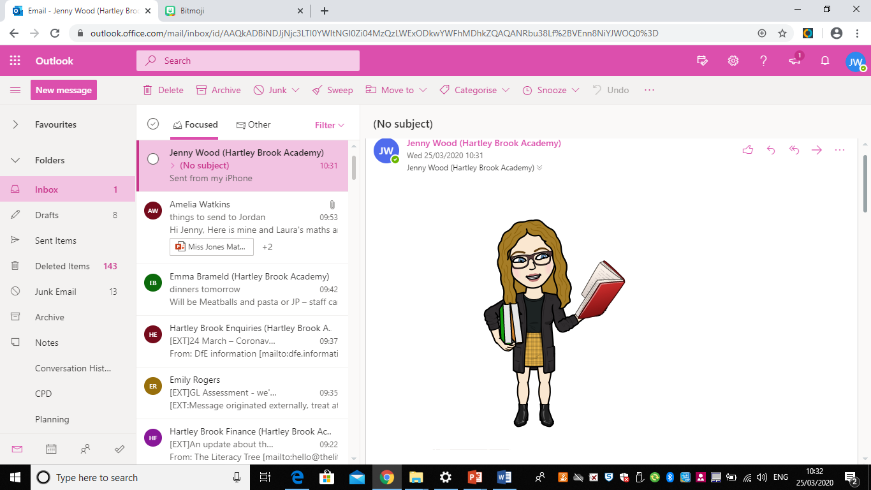 Email - Jenny Wood (Hartley Bro
Bitmoji
outlook.office.com/mail/inbox/id/AAQkADBiNDJjNjc3LTI0YWItNGI0Zi04MzQzLWExODkwYWFhMDhkZQAQANRbu38Lf%2BVEnn8NiYJWOQ0%3D
Outlook
Search
1
JW
New message
Delete
Archive
Junk
Sweep
Move to
Categorise
Snooze
Undo
Favourites
Folders
Inbox 1
Drafts 8
Sent Items
Deleted Items 143
Junk Email 13
Archive
Notes
Conversation Hist...
CPD
Planning
Focused
Other
Filter
Jenny Wood (Hartley Brook Academy)
(No subject) 10:31
Sent from my iPhone
AW
Amelia Watkins
things to send to Jordan 09:53
Hi Jenny, Here is mine and Laura's maths a
Miss Jones Mat... +2
EB
Emma Brameld (Hartley Brook Academy)
dinners tomorrow 09:42
Will be Meatballs and pasta or JP – staff ca
HE
Hartley Brook Enquiries (Hartley Brook A.
[EXT]24 March – Coronav... 09:37
From: DfE information [mailto:dfe.informati
ER
Emily Rogers
[EXT]GL Assessment - we'... 09:35
[EXT:Message originated externally, treat at
HF
Hartley Brook Finance (Hartley Brook Ac..
[EXT]An update about th... 09:22
From: The Literacy Tree [mailto:hello@thelit
(No subject)
JW
Jenny Wood (Hartley Brook Academy)
Wed 25/03/2020 10:31
Jenny Wood (Hartley Brook Academy)
Type here to search
ENG
10:32
25/03/2020
2